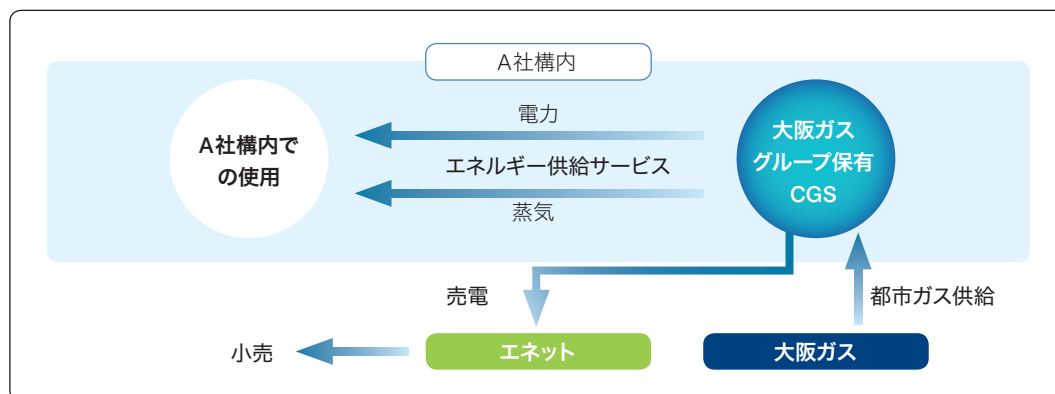 A社構内
電力
A社構内で
の使用
エネルギー供給サービス
大阪ガス
グループ保有
CGS
蒸気
売電
都市ガス供給
小売
エネット
大阪ガス